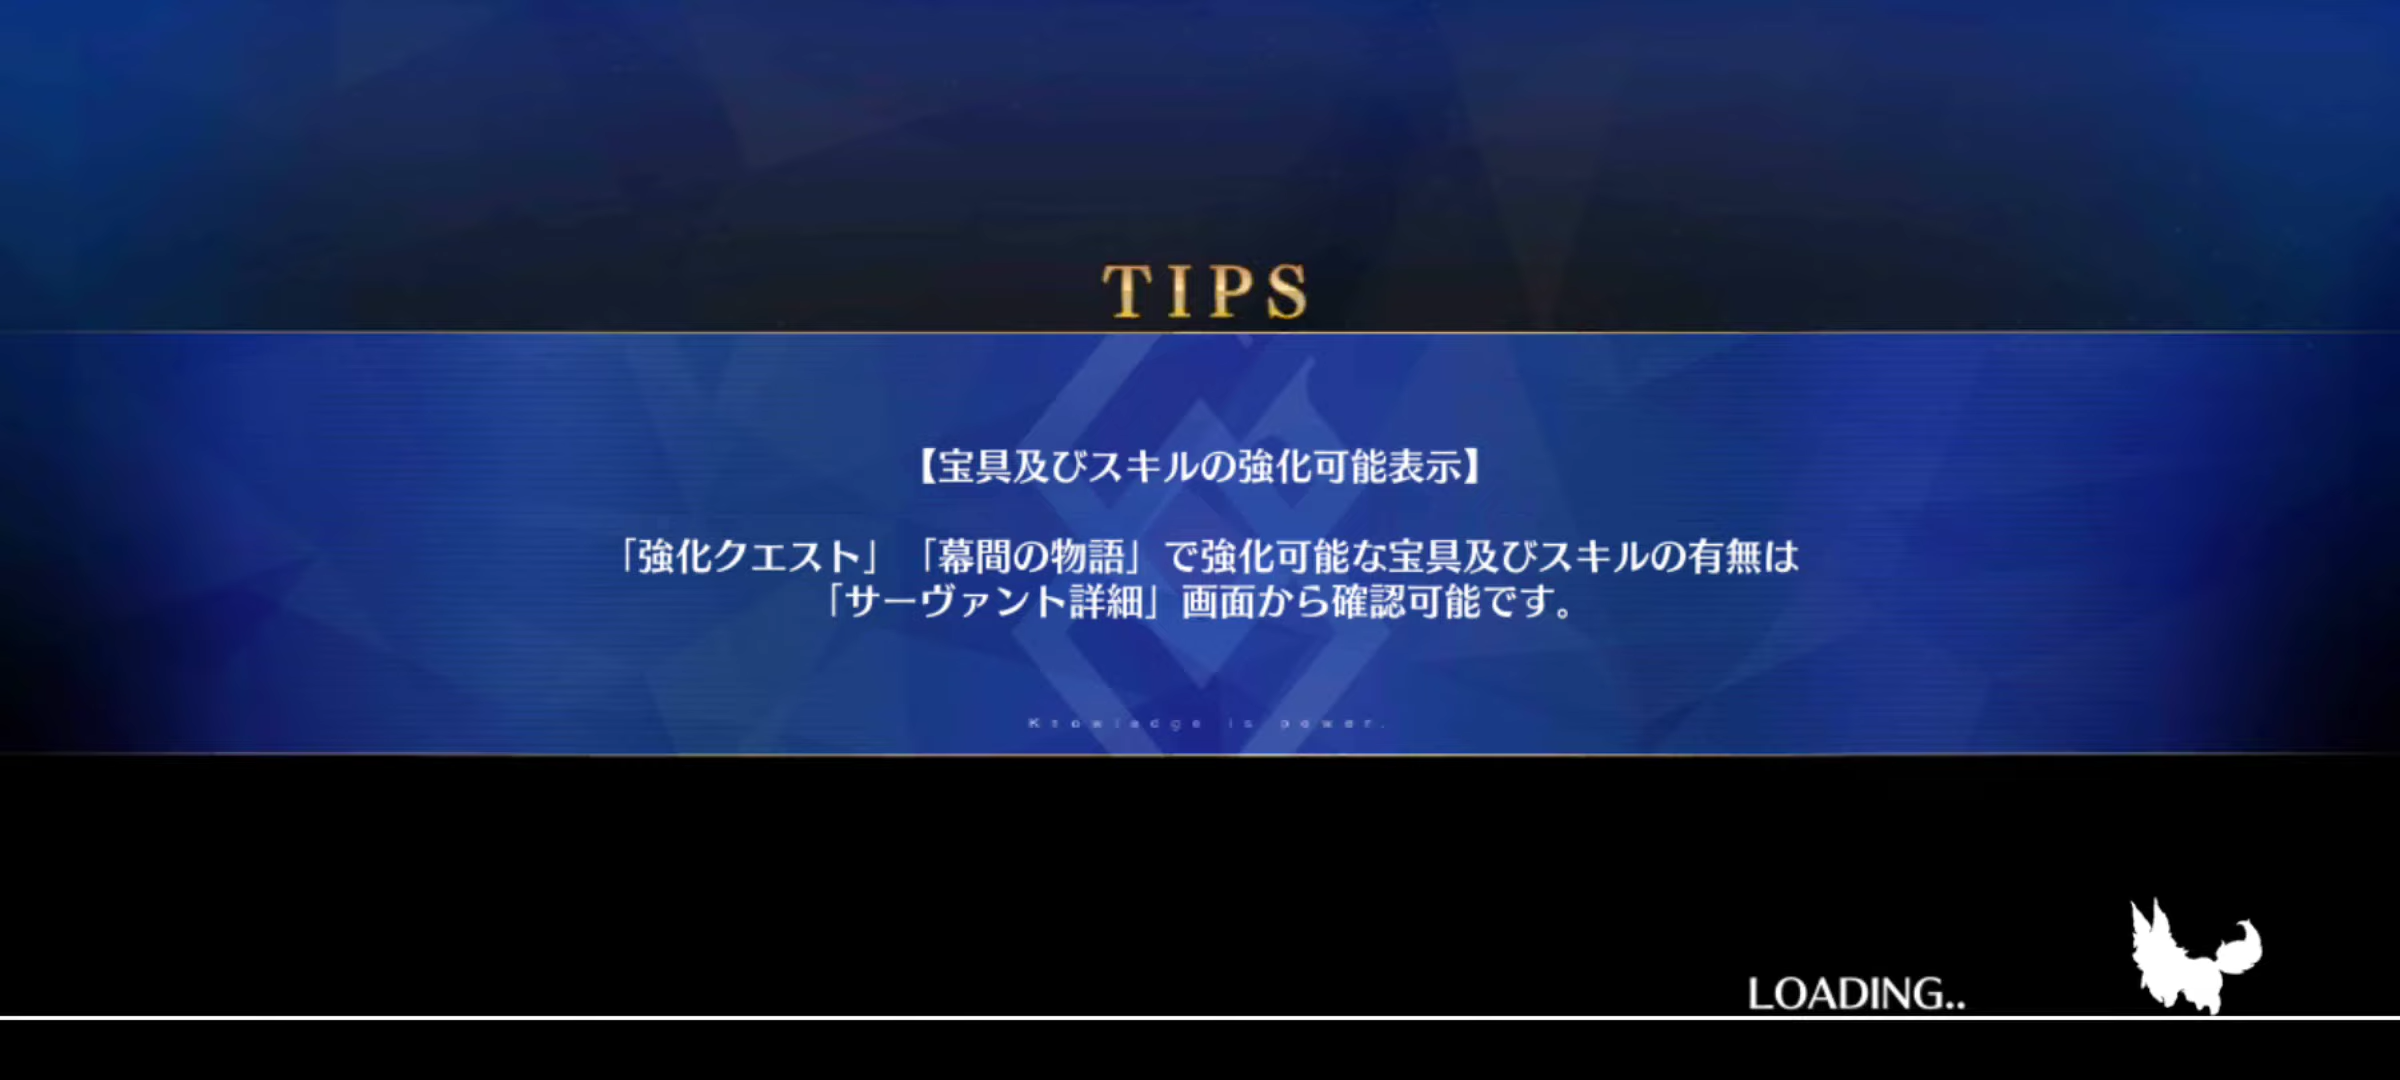 TIPS
【宝具及びスキルの強化可能表示】
「強化クエスト」「幕間の物語」で強化可能な宝具及びスキルの有無は
「サーヴァント詳細」画面から確認可能です。
Knowledge is power.
LOADING..